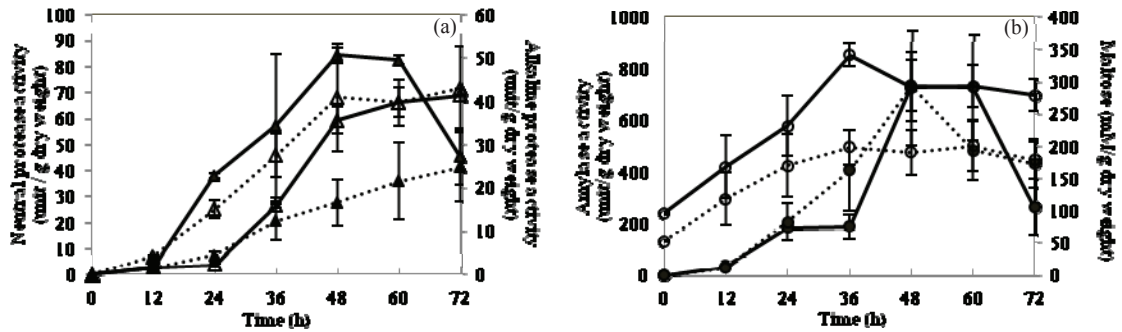 (a)
Neutral protease activity
(unit / g dry weight)
100
90
80
70
60
50
40
30
20
10
0
60
50
40
30
20
10
0
Alkaline protease activity
(unit/g dry weight)
0 12 24 36 48 60 72
Time (h)
(b)
Amylase activity
(unit/g dry weight)
1000
800
600
400
200
0
400
350
300
250
200
150
100
50
0
Maltose (mM/g dry weight)
0 12 24 36 48 60 72
Time (h)